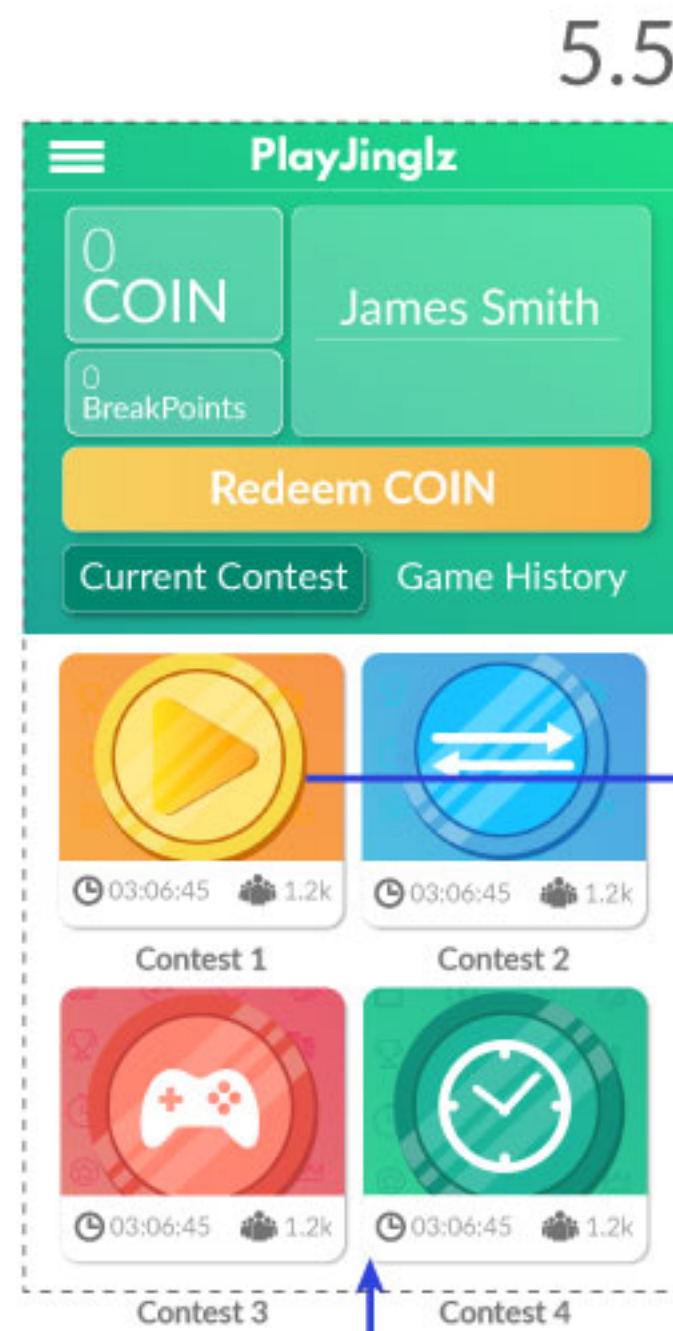 5.5
PlayJinglz
0
COIN
James Smith
0
BreakPoints
Redeem COIN
Current Contest
Game History
03:06:45 1.2k
03:06:45 1.2k
Contest 1
Contest 2
03:06:45 1.2k
03:06:45 1.2k
Contest 3
Contest 4